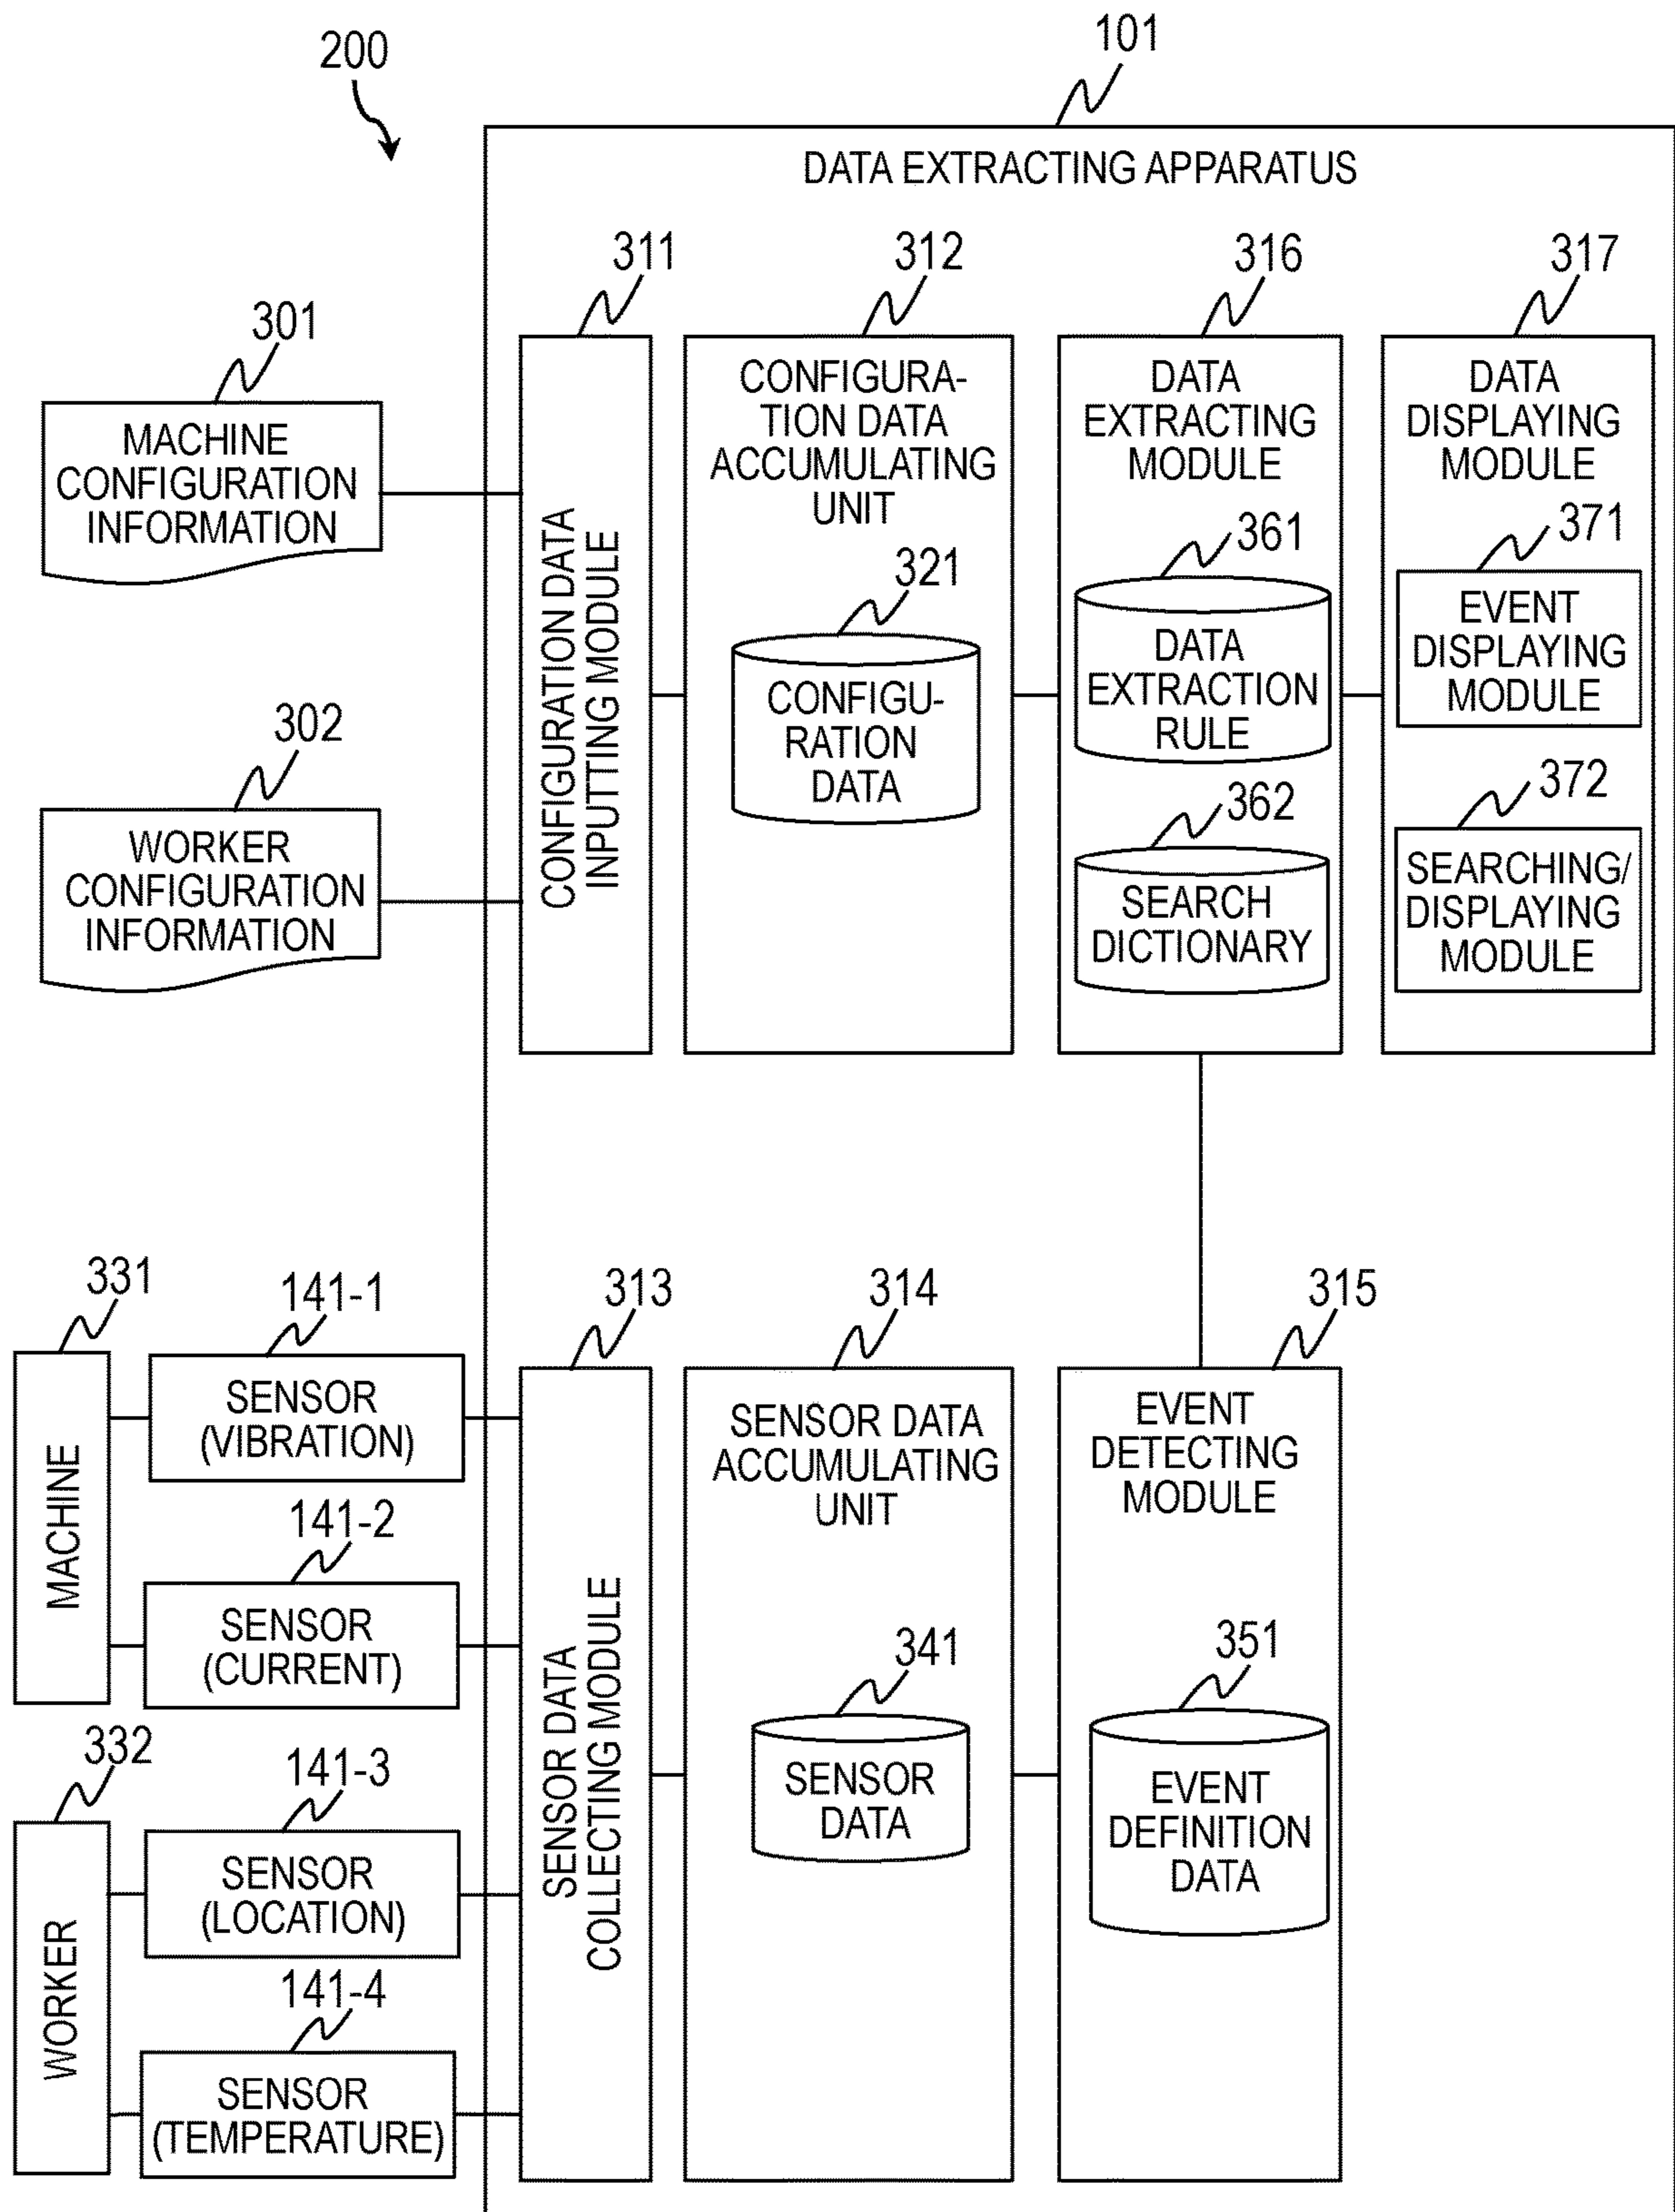 200
101
DATA EXTRACTING APPARATUS
311
312
316
317
301
MACHINE
CONFIGURATION
INFORMATION
302
WORKER
CONFIGURATION
INFORMATION
CONFIGURATION DATA
INPUTTING MODULE
CONFIGURA-
TION DATA
ACCUMULATING
UNIT
321
CONFIGU-
RATION
DATA
DATA
EXTRACTING
MODULE
361
DATA
EXTRACTION
RULE
362
SEARCH
DICTIONARY
DATA
DISPLAYING
MODULE
371
EVENT
DISPLAYING
MODULE
372
SEARCHING/
DISPLAYING
MODULE
331
MACHINE
141-1
SENSOR
(VIBRATION)
141-2
SENSOR
(CURRENT)
332
WORKER
141-3
SENSOR
(LOCATION)
141-4
SENSOR
(TEMPERATURE)
313
SENSOR DATA
COLLECTING MODULE
314
SENSOR DATA
ACCUMULATING
UNIT
341
SENSOR
DATA
315
EVENT
DETECTING
MODULE
351
EVENT
DEFINITION
DATA